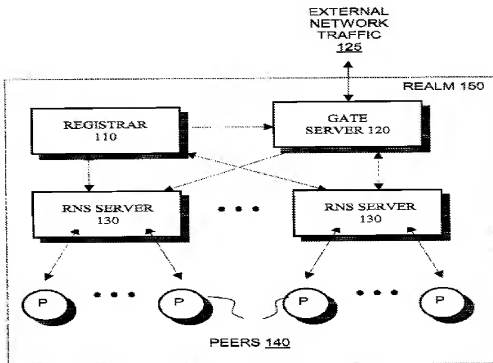 EXTERNAL
NETWORK
TRAFFIC
125
REALM 150
REGISTRAR
110
GATE
SERVER 120
RNS SERVER
130
RNS SERVER
130
P
P
P
P
PEERS 140